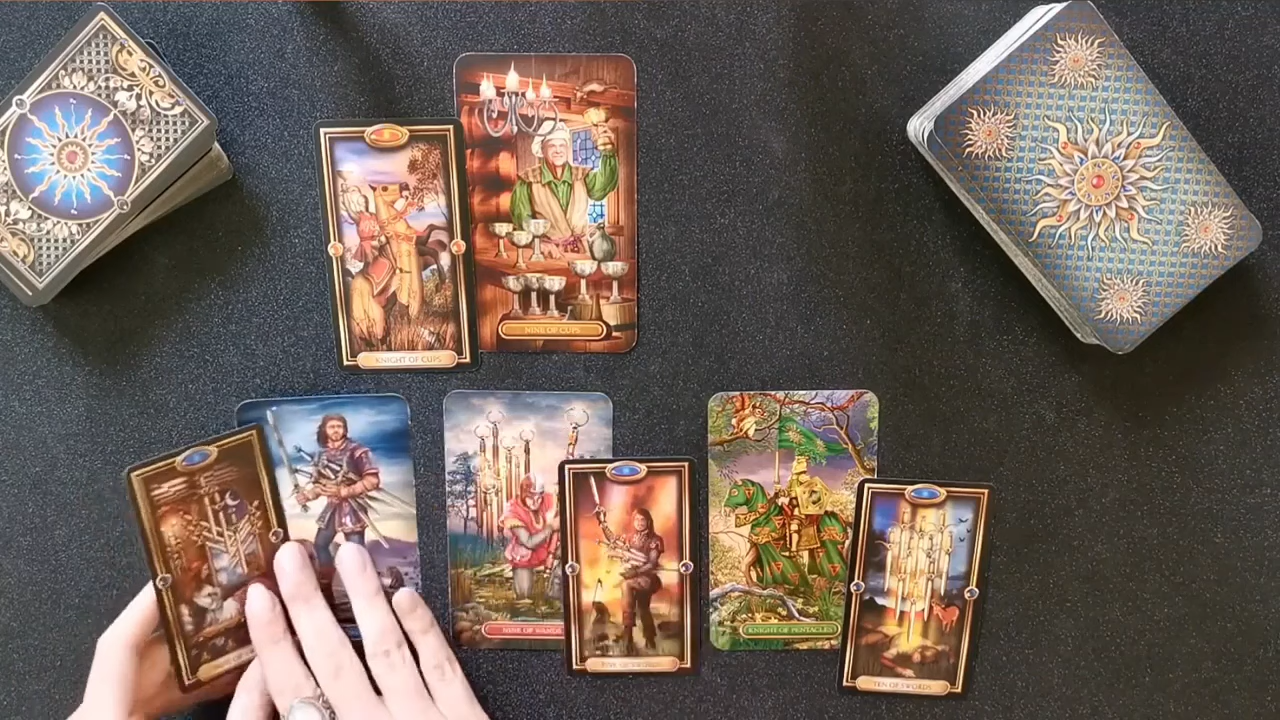 NINE OF CUPS
KNIGHT OF CUPS
NINE OF WANDS
KNIGHT OF PENTACLES
FIVE OF SWORDS
TEN OF SWORDS